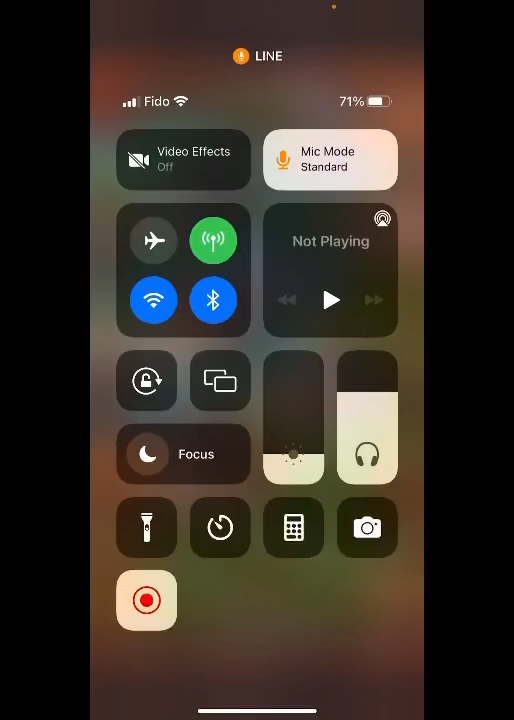 LINE
Fido
71%
Video Effects
Off
Mic Mode
Standard
Not Playing
Focus